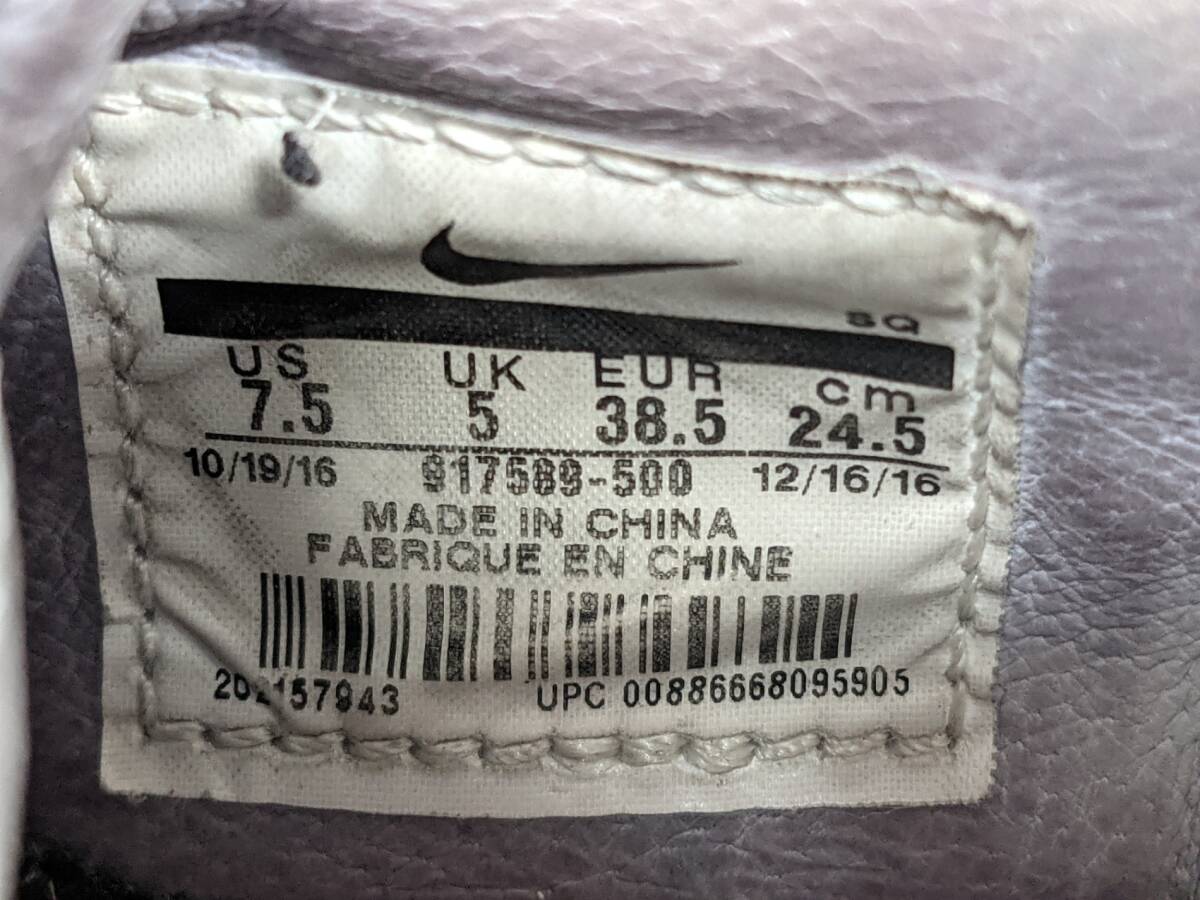 SQ
US UK EUR cm
7.5 5 38.5 24.5
10/19/16 917589-500 12/16/16
MADE IN CHINA
FABRIQUE EN CHINE
UPC 00886668095905